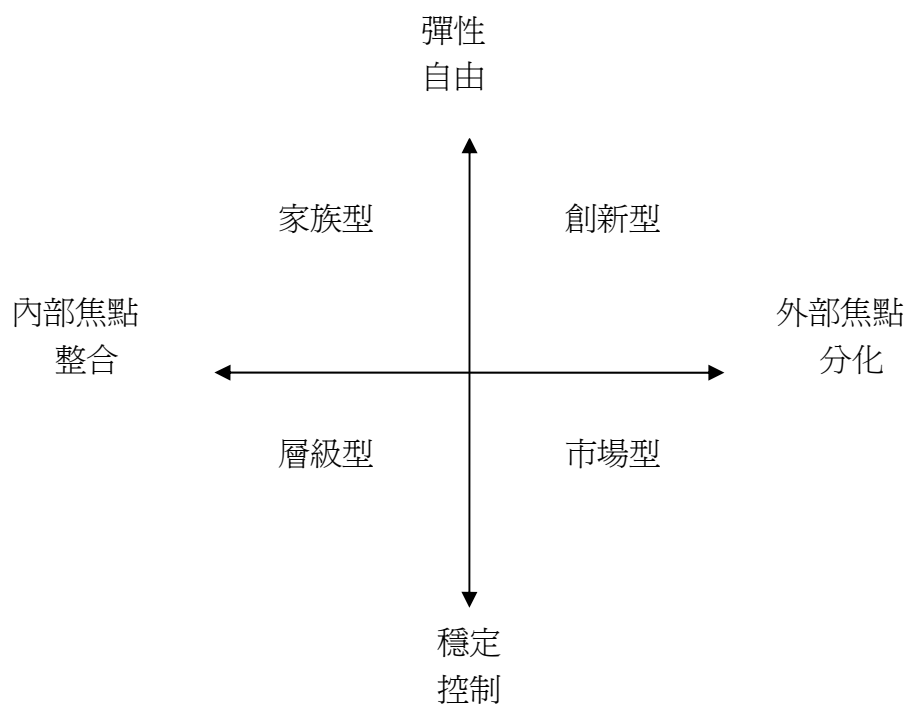 彈性
自由
家族型
創新型
內部焦點
整合
外部焦點
分化
層級型
市場型
穩定
控制